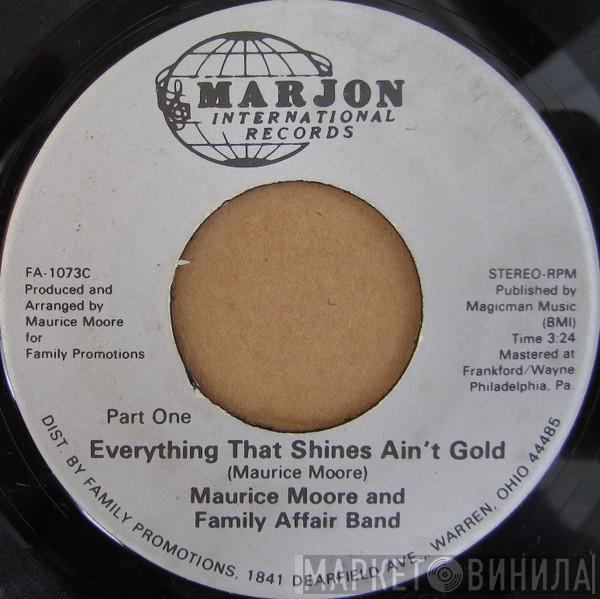 MARJON
INTERNATIONAL
RECORDS
FA-1073C
Produced and
Arranged by
Maurice Moore
for
Family Promotions
STEREO-RPM
Published by
Magicman Music
(BMI)
Time 3:24
Mastered at
Frankford/Wayne
Philadelphia, Pa.
Part One
Everything That Shines Ain't Gold
(Maurice Moore)
Maurice Moore and
Family Affair Band
DIST. BY FAMILY PROMOTIONS, 1841 DEARFIELD AVE., WARREN, OHIO 44485
МАРКЕТ ВИНИЛА